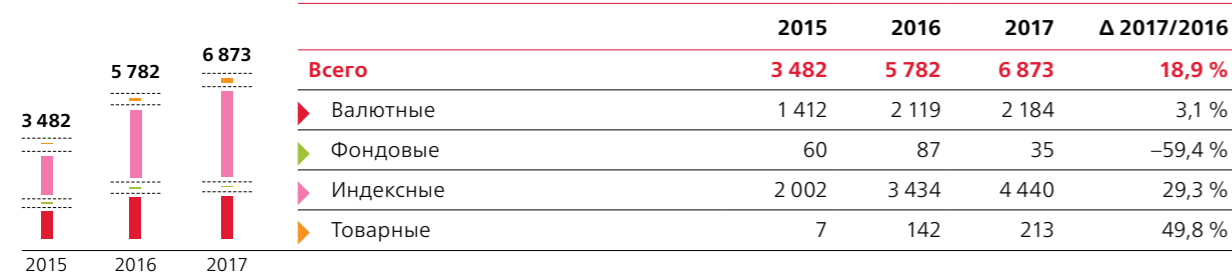 6 873
5 782
3 482
2015 2016 2017
2015 2016 2017 Δ 2017/2016
Всего 3 482 5 782 6 873 18,9 %
Валютные 1 412 2 119 2 184 3,1 %
Фондовые 60 87 35 –59,4 %
Индексные 2 002 3 434 4 440 29,3 %
Товарные 7 142 213 49,8 %